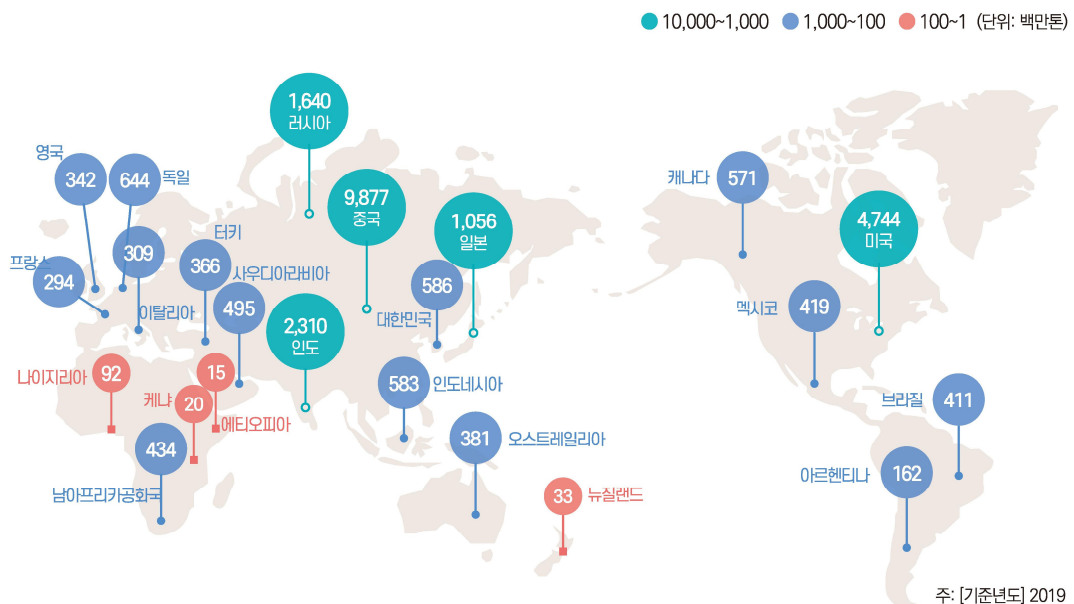 10,000~1,000 1,000~100 100~1 (단위: 백만톤)
1,640
러시아
영국
342
644 독일
9,877
중국
1,056
일본
캐나다 571
4,744
미국
프랑스
294
309
이탈리아
터키
366
사우디아라비아
495
586
대한민국
멕시코 419
2,310
인도
나이지리아 92
15
에티오피아
케냐 20
583 인도네시아
브라질 411
434
남아프리카공화국
381 오스트레일리아
아르헨티나 162
33 뉴질랜드
주: [기준년도] 2019